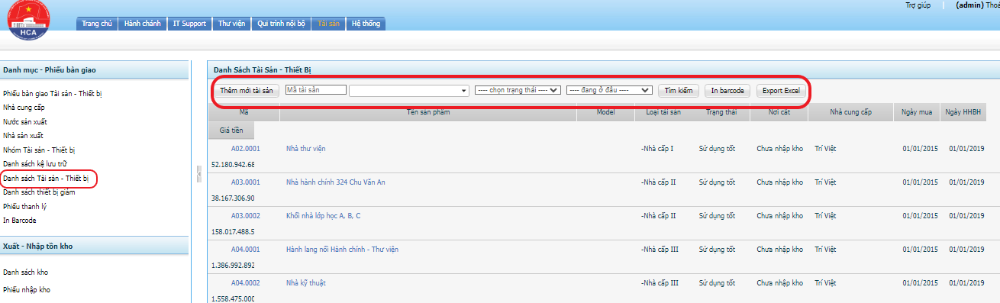 Trợ giúp | (admin) Thoá
HCA
Trang chủ Hành chánh IT Support Thư viện Qui trình nội bộ Tài sản Hệ thống
Danh mục - Phiếu bàn giao
Phiếu bàn giao Tài sản - Thiết bị
Nhà cung cấp
Nước sản xuất
Nhà sản xuất
Nhóm Tài sản - Thiết bị
Danh sách kệ lưu trữ
Danh sách Tài sản - Thiết bị
Danh sách thiết bị giảm
Phiếu thanh lý
In Barcode
Xuất - Nhập tồn kho
Danh sách kho
Phiếu nhập kho
Danh Sách Tài Sản - Thiết Bị
Thêm mới tài sản Mã tài sản ---- chọn trạng thái ---- ---- đang ở đâu ---- Tìm kiếm In barcode Export Excel
Mã Tên sản phẩm Model Loại tài sản Trạng thái Nơi cất Nhà cung cấp Ngày mua Ngày HHBH
Giá tiền
A02.0001 Nhà thư viện -Nhà cấp I Sử dụng tốt Chưa nhập kho Trí Việt 01/01/2015 01/01/2019
52.180.942.68
A03.0001 Nhà hành chính 324 Chu Văn An -Nhà cấp II Sử dụng tốt Chưa nhập kho Trí Việt 01/01/2015 01/01/2019
38.167.306.90
A03.0002 Khối nhà lớp học A, B, C -Nhà cấp II Sử dụng tốt Chưa nhập kho Trí Việt 01/01/2015 01/01/2019
158.017.488.5
A04.0001 Hành lang nối Hành chính - Thư viện -Nhà cấp III Sử dụng tốt Chưa nhập kho Trí Việt 01/01/2015 01/01/2019
1.386.992.892
A04.0002 Nhà kỹ thuật -Nhà cấp III Sử dụng tốt Chưa nhập kho Trí Việt 01/01/2015 01/01/2019
1.558.475.000